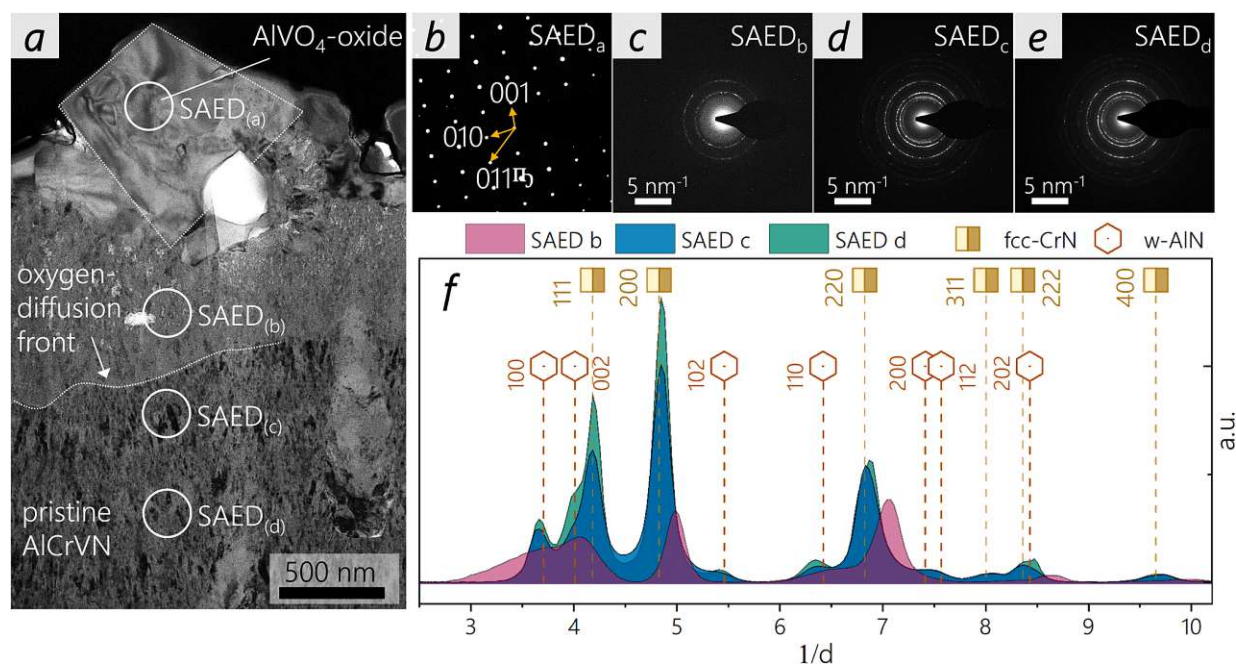 a
AlVO₄-oxide
SAED₍ₐ₎
oxygen-
diffusion
front
SAED₍b₎
SAED₍c₎
pristine
AlCrVN
SAED₍d₎
500 nm
b
SAEDₐ
001
010
011
c
SAEDb
5 nm⁻¹
d
SAEDc
5 nm⁻¹
e
SAEDd
5 nm⁻¹
SAED b
SAED c
SAED d
fcc-CrN
w-AlN
f
111
200
220
311
222
400
100
002
102
110
200
112
202
a.u.
3
4
5
6
7
8
9
10
1/d